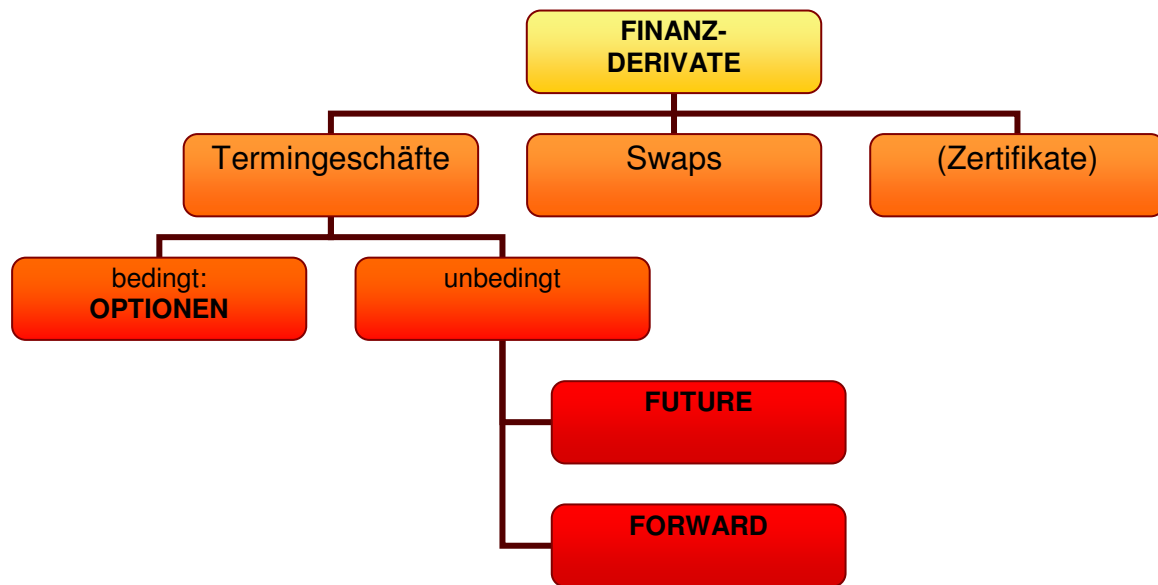 FINANZ-
DERIVATE
Termingeschäfte
Swaps
(Zertifikate)
bedingt:
OPTIONEN
unbedingt
FUTURE
FORWARD